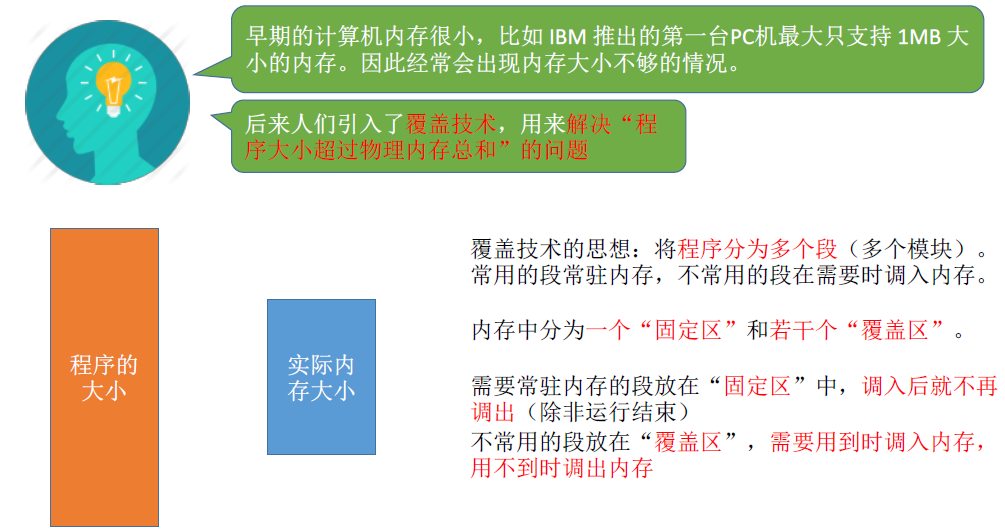 早期的计算机内存很小，比如 IBM 推出的第一台PC机最大只支持 1MB 大
小的内存。因此经常会出现内存大小不够的情况。
后来人们引入了覆盖技术，用来解决“程
序大小超过物理内存总和”的问题
程序的
大小
实际内
存大小
覆盖技术的思想：将程序分为多个段（多个模块）。
常用的段常驻内存，不常用的段在需要时调入内存。
内存中分为一个“固定区”和若干个“覆盖区”。
需要常驻内存的段放在“固定区”中，调入后就不再
调出（除非运行结束）
不常用的段放在“覆盖区”，需要用到时调入内存，
用不到时调出内存